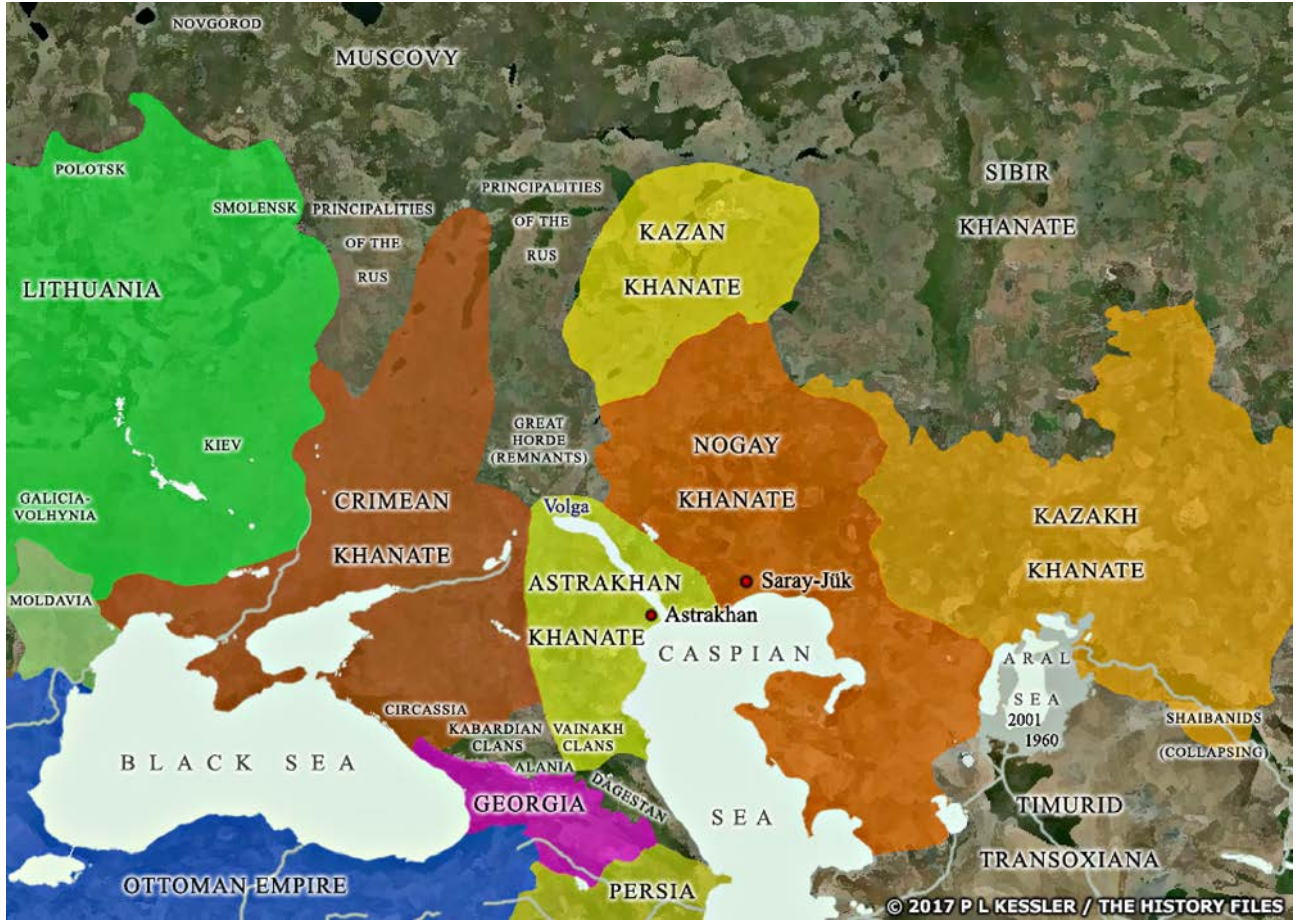 NOVGOROD
MUSCOVY
POLOTSK
SMOLENSK
PRINCIPALITIES
OF THE
RUS
PRINCIPALITIES
OF THE
RUS
KAZAN
KHANATE
SIBIR
KHANATE
LITHUANIA
KIEV
GALICIA-
VOLHYNIA
MOLDAVIA
CRIMEAN
KHANATE
GREAT
HORDE
(REMNANTS)
NOGAY
KHANATE
KAZAKH
KHANATE
Volga
ASTRAKHAN
KHANATE
Saray-Jük
Astrakhan
CASPIAN
SEA
ARAL
SEA
2001
1960
SHAIBANIDS
(COLLAPSING)
CIRCASSIA
KABARDIAN
CLANS
VAINAKH
CLANS
ALANIA
DAGESTAN
BLACK SEA
GEORGIA
TIMURID
TRANSOXIANA
OTTOMAN EMPIRE
PERSIA
© 2017 P L KESSLER / THE HISTORY FILES